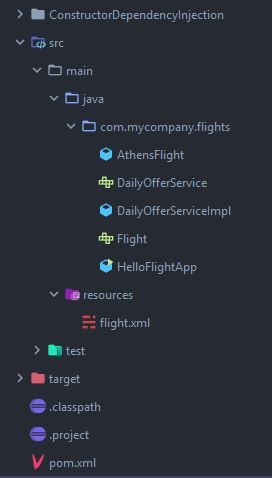 ConstructorDependencyInjection
src
main
java
com.mycompany.flights
AthensFlight
DailyOfferService
DailyOfferServiceImpl
Flight
HelloFlightApp
resources
flight.xml
test
target
.classpath
.project
pom.xml